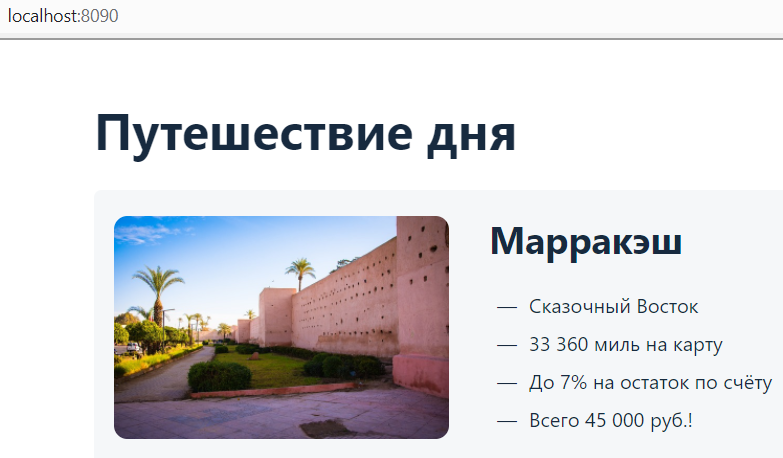 localhost:8090
Путешествие дня
Марракэш
— Сказочный Восток
— 33 360 миль на карту
— До 7% на остаток по счёту
— Всего 45 000 руб.!